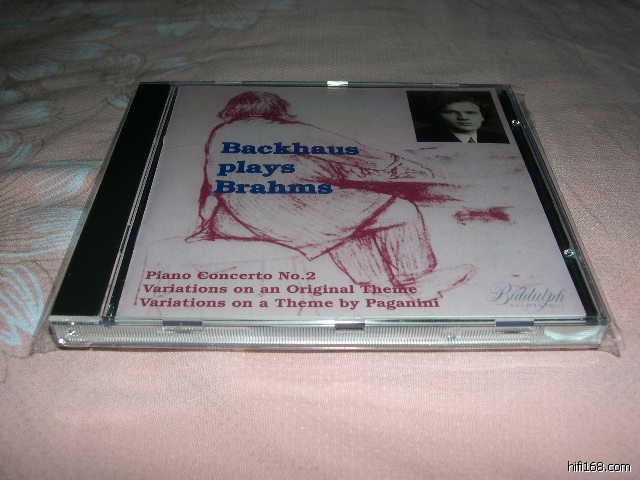 Backhaus
plays
Brahms
Piano Concerto No.2
Variations on an Original Theme
Variations on a Theme by Paganini
Biddulph
hifi168.com